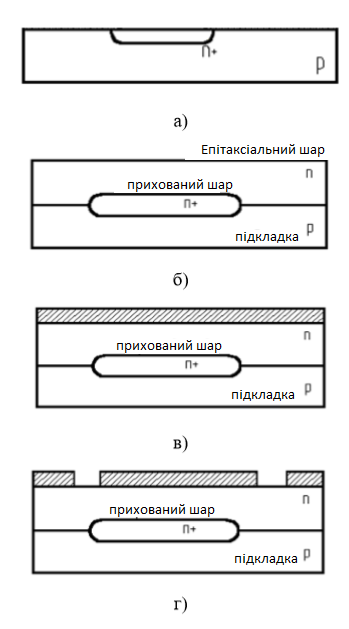 n+
p
а)
Епітаксіальний шар
n
прихований шар
n+
підкладка p
б)
n
прихований шар
n+
підкладка p
в)
n
прихований шар
n+
підкладка p
г)